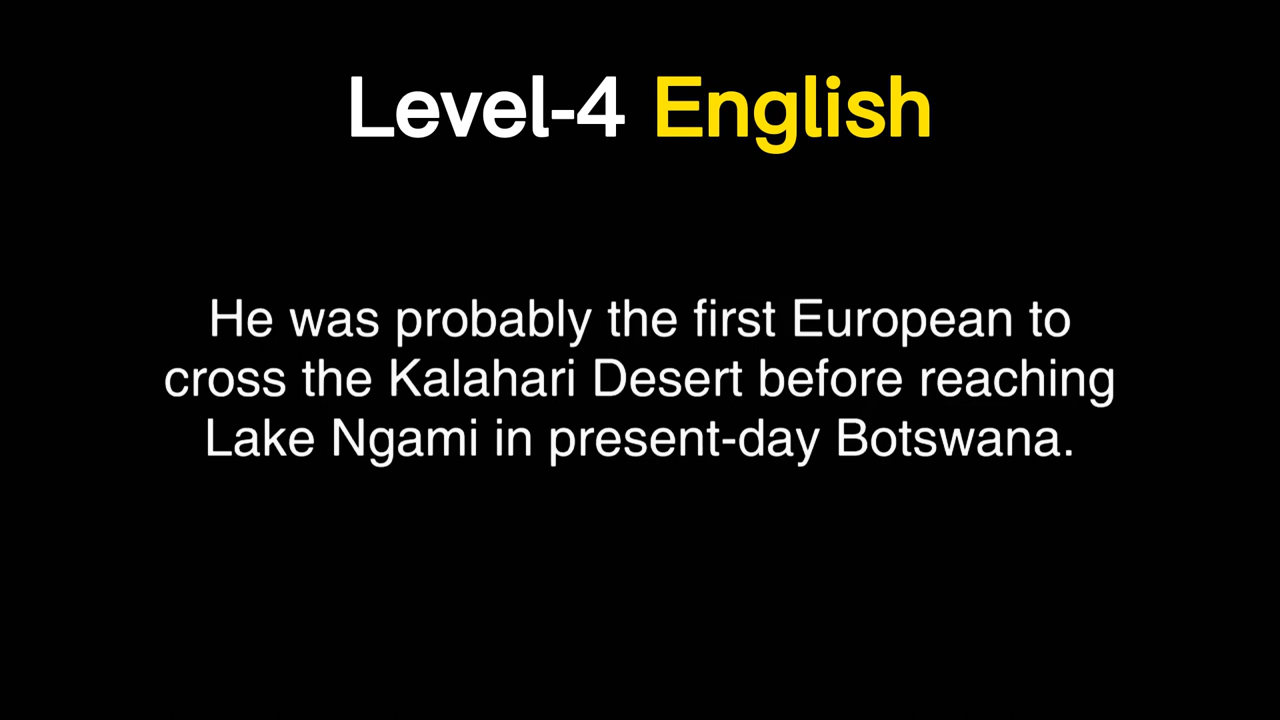 Level-4 English
He was probably the first European to
cross the Kalahari Desert before reaching
Lake Ngami in present-day Botswana.